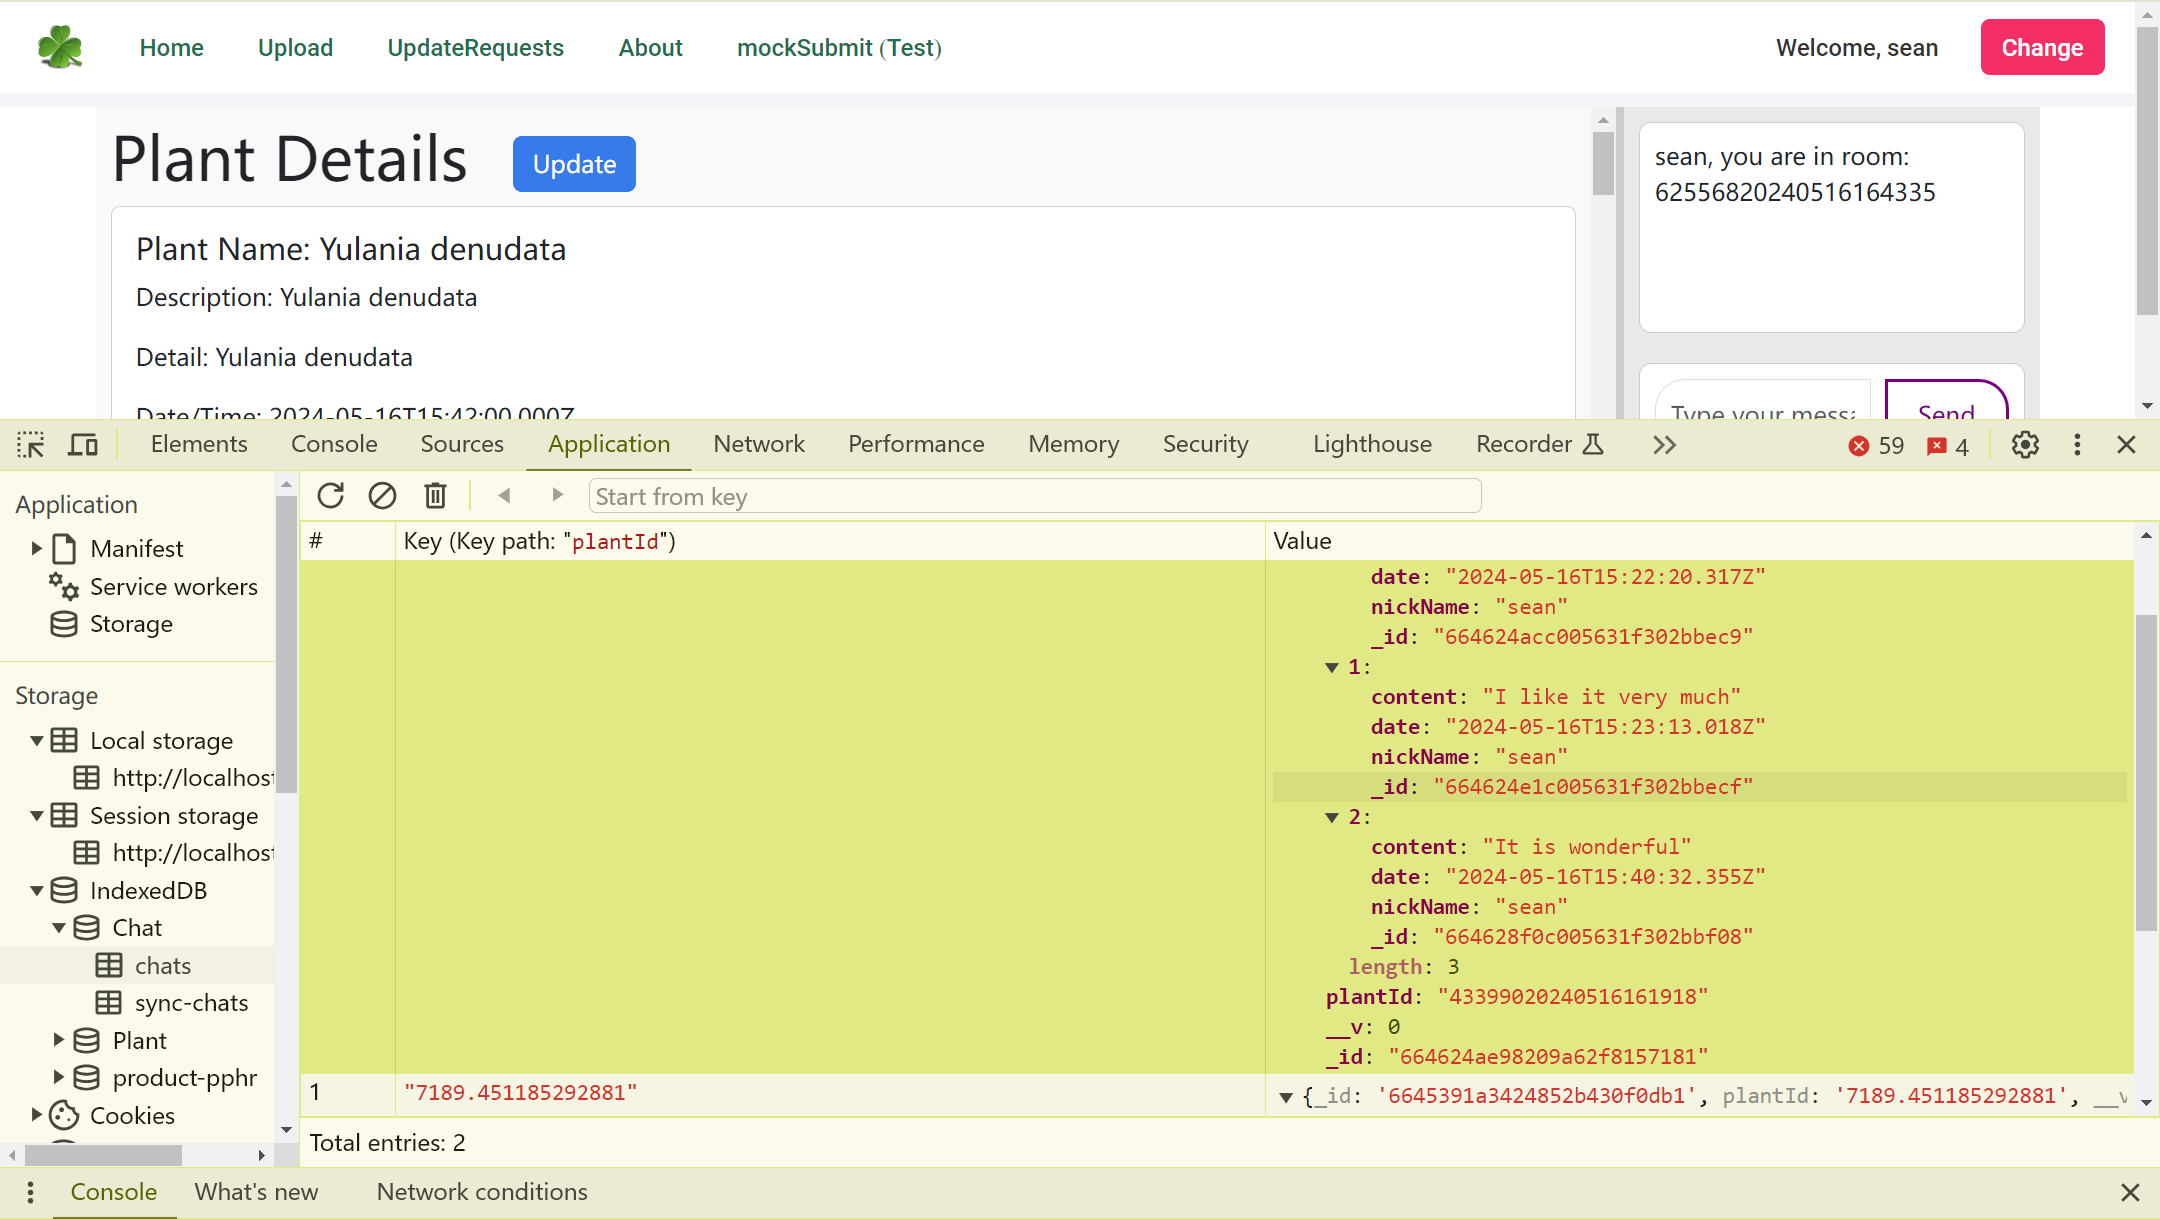 Home Upload UpdateRequests About mockSubmit (Test) Welcome, sean Change
Plant Details Update
Plant Name: Yulania denudata
Description: Yulania denudata
Detail: Yulania denudata
Date/Time: 2024-05-16T15:42:00.000Z
sean, you are in room:
62556820240516164335
Type your messa Send
Elements Console Sources Application Network Performance Memory Security Lighthouse Recorder 59 4
Application
Manifest
Service workers
Storage
Storage
Local storage
http://localhost
Session storage
http://localhost
IndexedDB
Chat
chats
sync-chats
Plant
product-pphr
Cookies
Start from key
# Key (Key path: "plantId") Value
date: "2024-05-16T15:22:20.317Z"
nickName: "sean"
_id: "664624acc005631f302bbec9"
1:
content: "I like it very much"
date: "2024-05-16T15:23:13.018Z"
nickName: "sean"
_id: "664624e1c005631f302bbecf"
2:
content: "It is wonderful"
date: "2024-05-16T15:40:32.355Z"
nickName: "sean"
_id: "664628f0c005631f302bbf08"
length: 3
plantId: "43399020240516161918"
__v: 0
_id: "664624ae98209a62f8157181"
1 "7189.451185292881" {_id: '6645391a3424852b430f0db1', plantId: '7189.451185292881', __v
Total entries: 2
Console What's new Network conditions